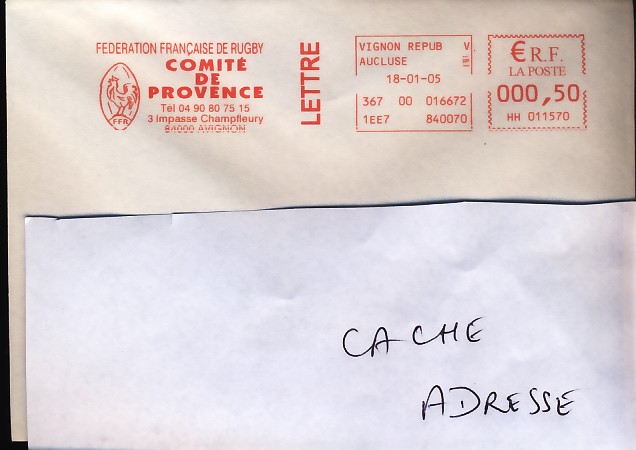 FEDERATION FRANÇAISE DE RUGBY
COMITÉ
DE
PROVENCE
Tél 04 90 80 75 15
3 Impasse Champfleury
84000 AVIGNON
FFR
LETTRE
VIGNON REPUB V
AUCLUSE
18-01-05
367 00 016672
1EE7 840070
€ R.F.
LA POSTE
000,50
HH 011570
CACHE
ADRESSE